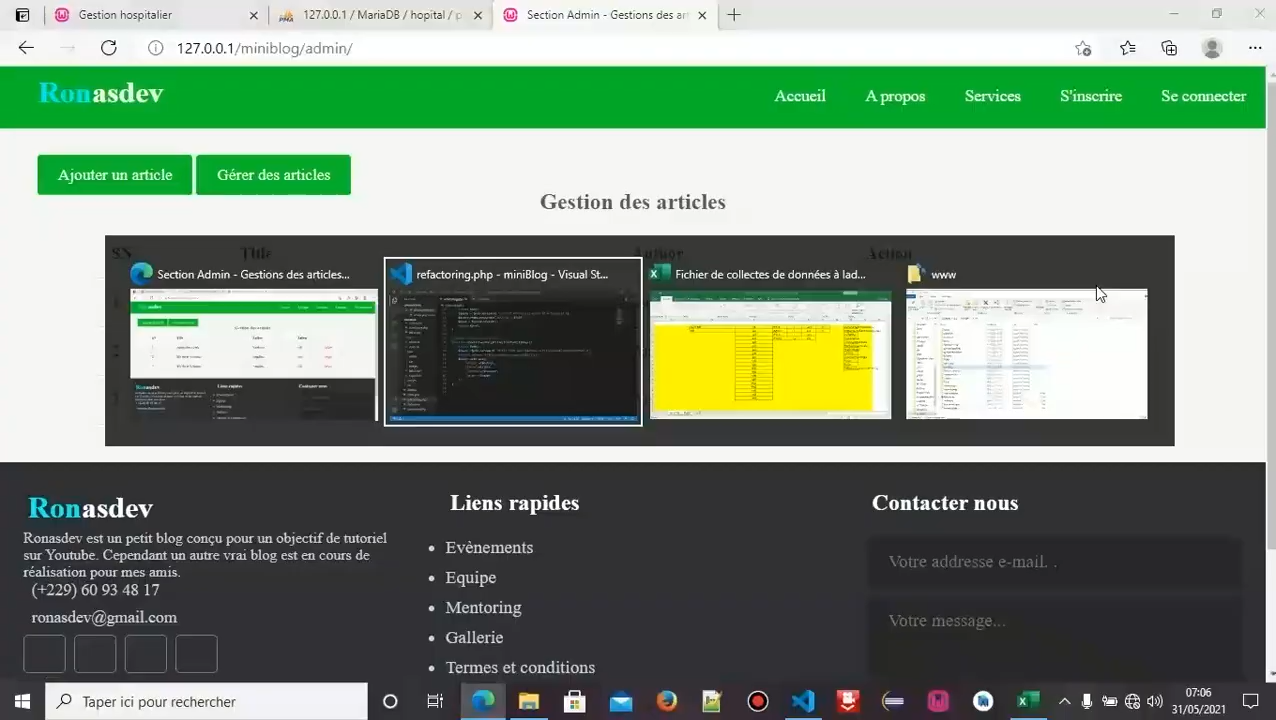 Gestion hospitalier
127.0.0.1 / MariaDB / hopital / p
Section Admin - Gestions des art
127.0.0.1/miniblog/admin/
Ronasdev
Accueil
A propos
Services
S'inscrire
Se connecter
Ajouter un article
Gérer des articles
Gestion des articles
SN
Title
Author
Action
Section Admin - Gestions des articles...
refactoring.php - miniBlog - Visual St...
Fichier de collectes de données à lad...
www
Ronasdev
Ronasdev est un petit blog conçu pour un objectif de tutoriel
sur Youtube. Cependant un autre vrai blog est en cours de
réalisation pour mes amis.
(+229) 60 93 48 17
ronasdev@gmail.com
Liens rapides
Evènements
Equipe
Mentoring
Gallerie
Termes et conditions
Contacter nous
Votre addresse e-mail. .
Votre message...
Taper ici pour rechercher
07:06
31/05/2021